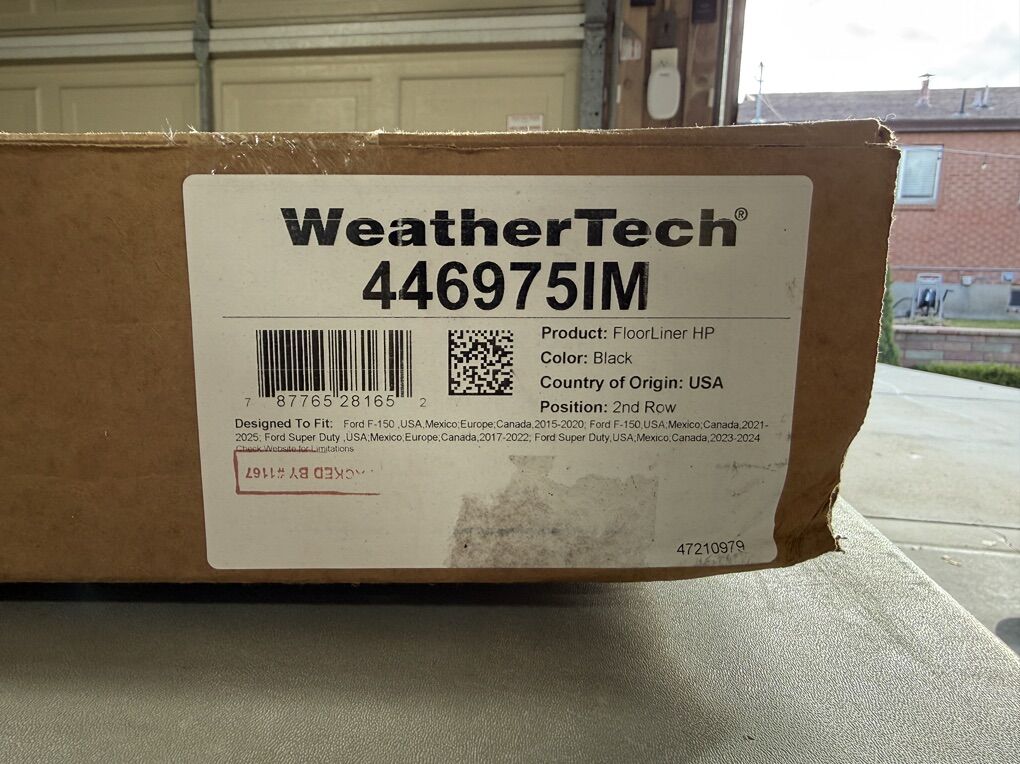 WeatherTech®
446975IM
Product: FloorLiner HP
Color: Black
Country of Origin: USA
Position: 2nd Row
7 87765 28165 2
Designed To Fit: Ford F-150 ,USA,Mexico,Europe,Canada,2015-2020; Ford F-150,USA,Mexico,Canada,2021-
2025; Ford Super Duty ,USA,Mexico,Europe,Canada,2017-2022; Ford Super Duty,USA,Mexico,Canada,2023-2024
Check Website for Limitations
BY #1167
47210979